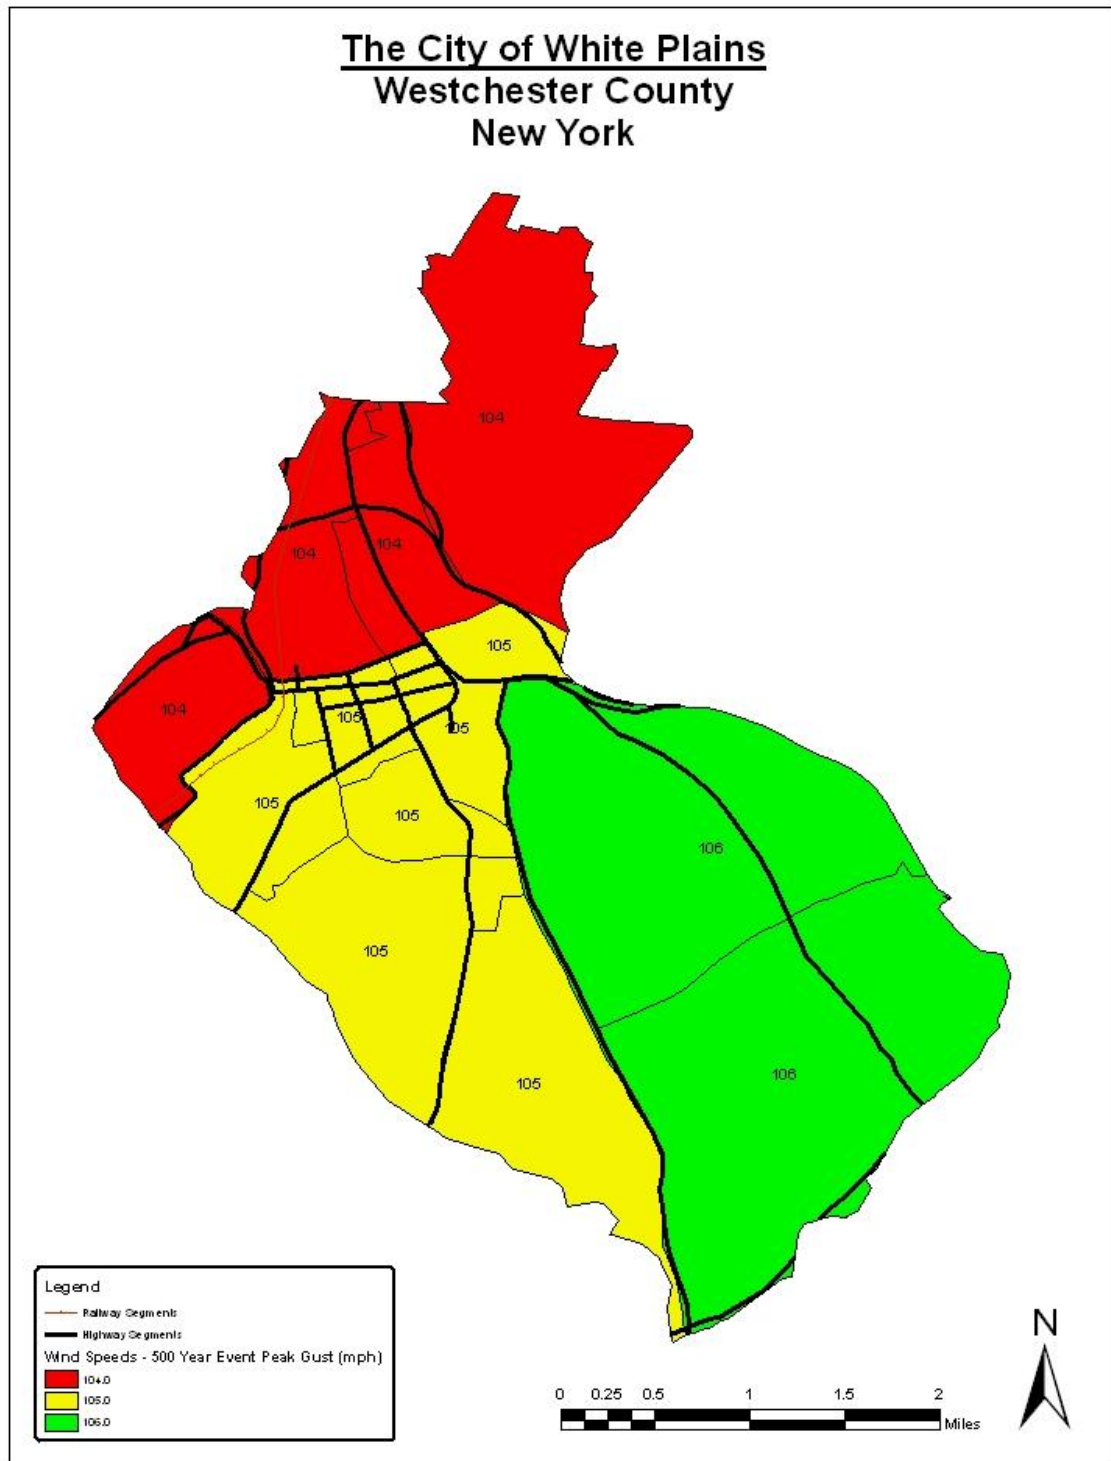 The City of White Plains
Westchester County
New York
104
104
104
105
104
105
105
105
105
106
105
106
105
Legend
Railway Segments
Highway Segments
Wind Speeds - 500 Year Event Peak Gust (mph)
104.0
105.0
106.0
N
0 0.25 0.5 1 1.5 2
Miles